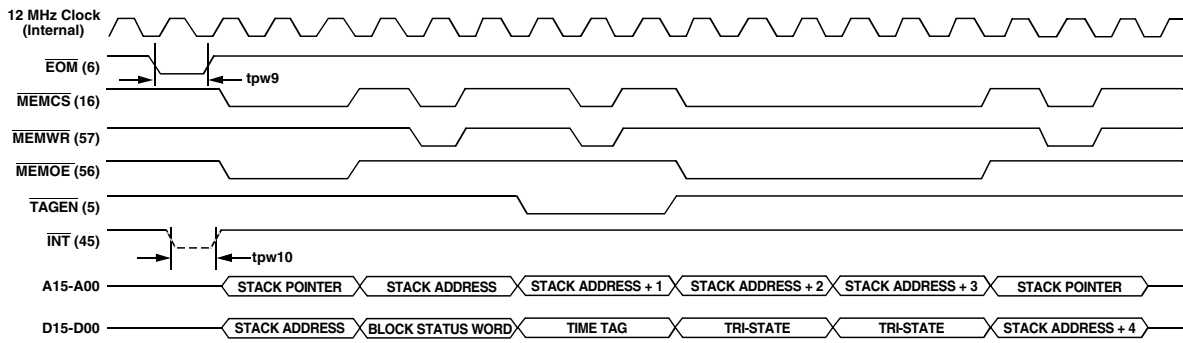 12 MHz Clock
(Internal)
EOM (6)
tpw9
MEMCS (16)
MEMWR (57)
MEMOE (56)
TAGEN (5)
INT (45)
tpw10
A15-A00 STACK POINTER STACK ADDRESS STACK ADDRESS + 1 STACK ADDRESS + 2 STACK ADDRESS + 3 STACK POINTER
D15-D00 STACK ADDRESS BLOCK STATUS WORD TIME TAG TRI-STATE TRI-STATE STACK ADDRESS + 4